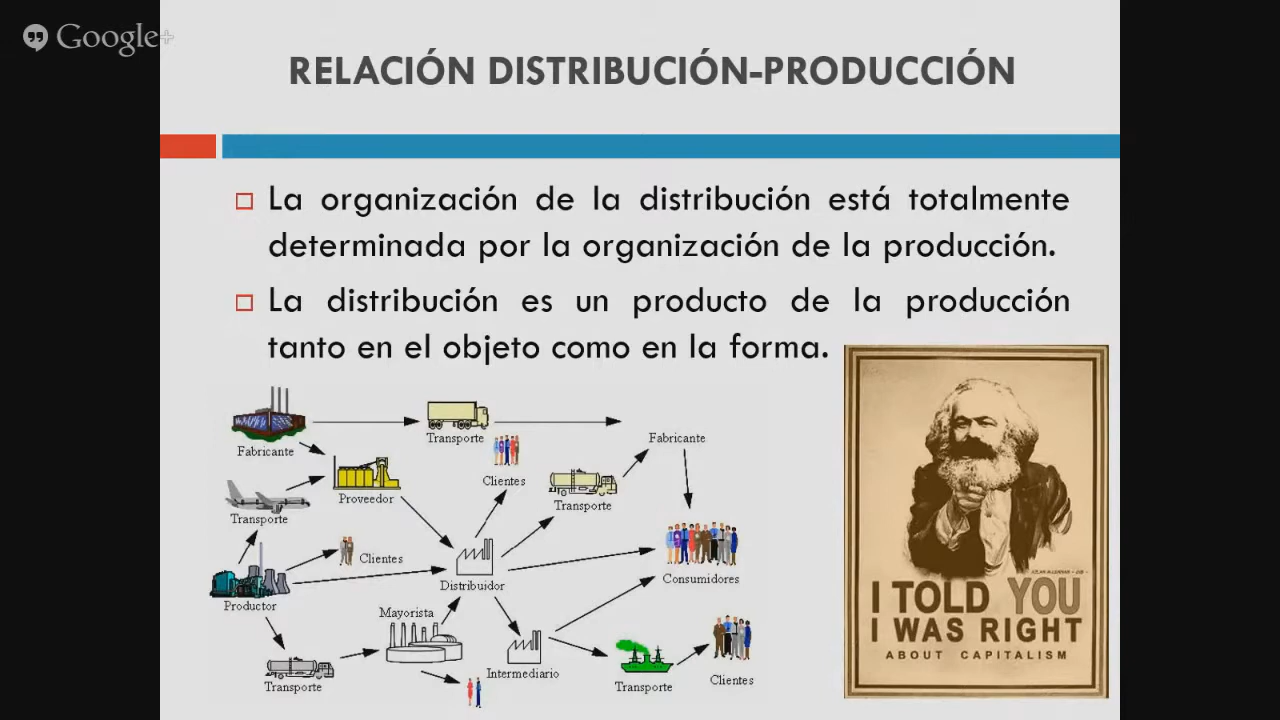 Google+
RELACIÓN DISTRIBUCIÓN-PRODUCCIÓN
La organización de la distribución está totalmente
determinada por la organización de la producción.
La distribución es un producto de la producción
tanto en el objeto como en la forma.
Fabricante
Transporte
Fabricante
Clientes
Proveedor
Transporte
Transporte
Clientes
Distribuidor
Consumidores
Productor
Mayorista
Intermediario
Transporte
Transporte
Clientes
I TOLD YOU
I WAS RIGHT
ABOUT CAPITALISM